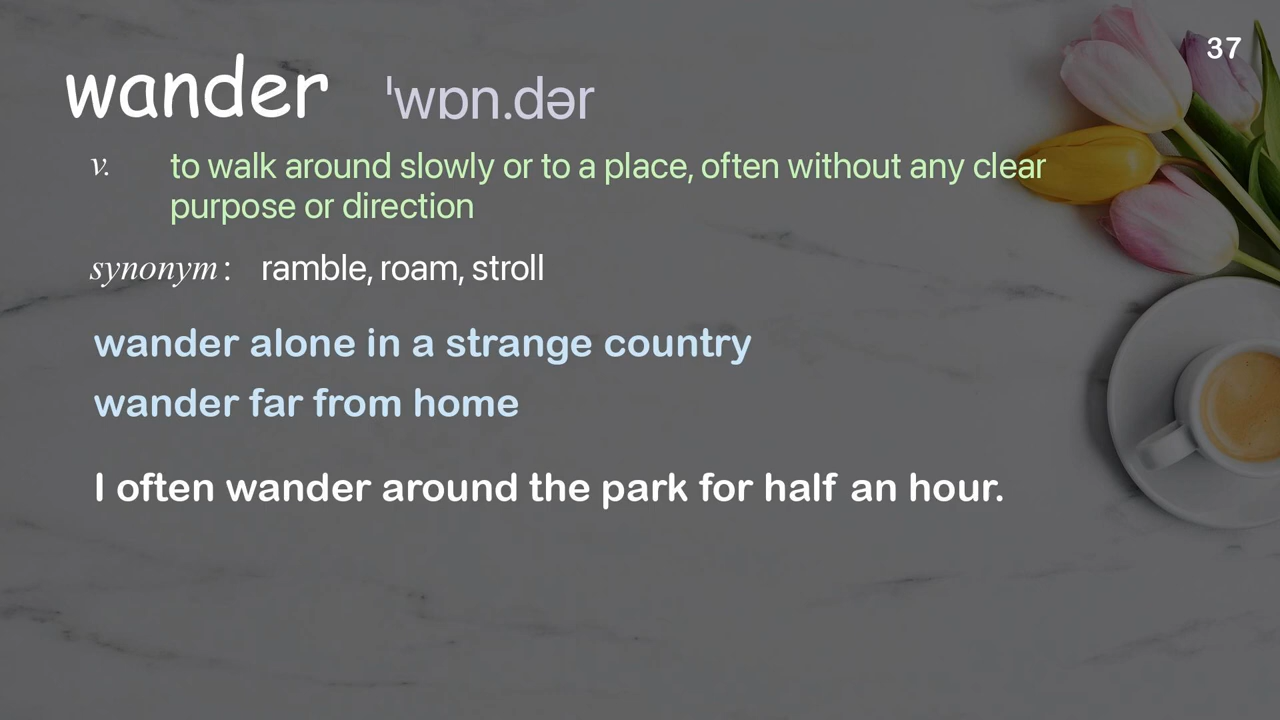 37
wander ˈwɒn.dər
v. to walk around slowly or to a place, often without any clear
purpose or direction
synonym: ramble, roam, stroll
wander alone in a strange country
wander far from home
I often wander around the park for half an hour.